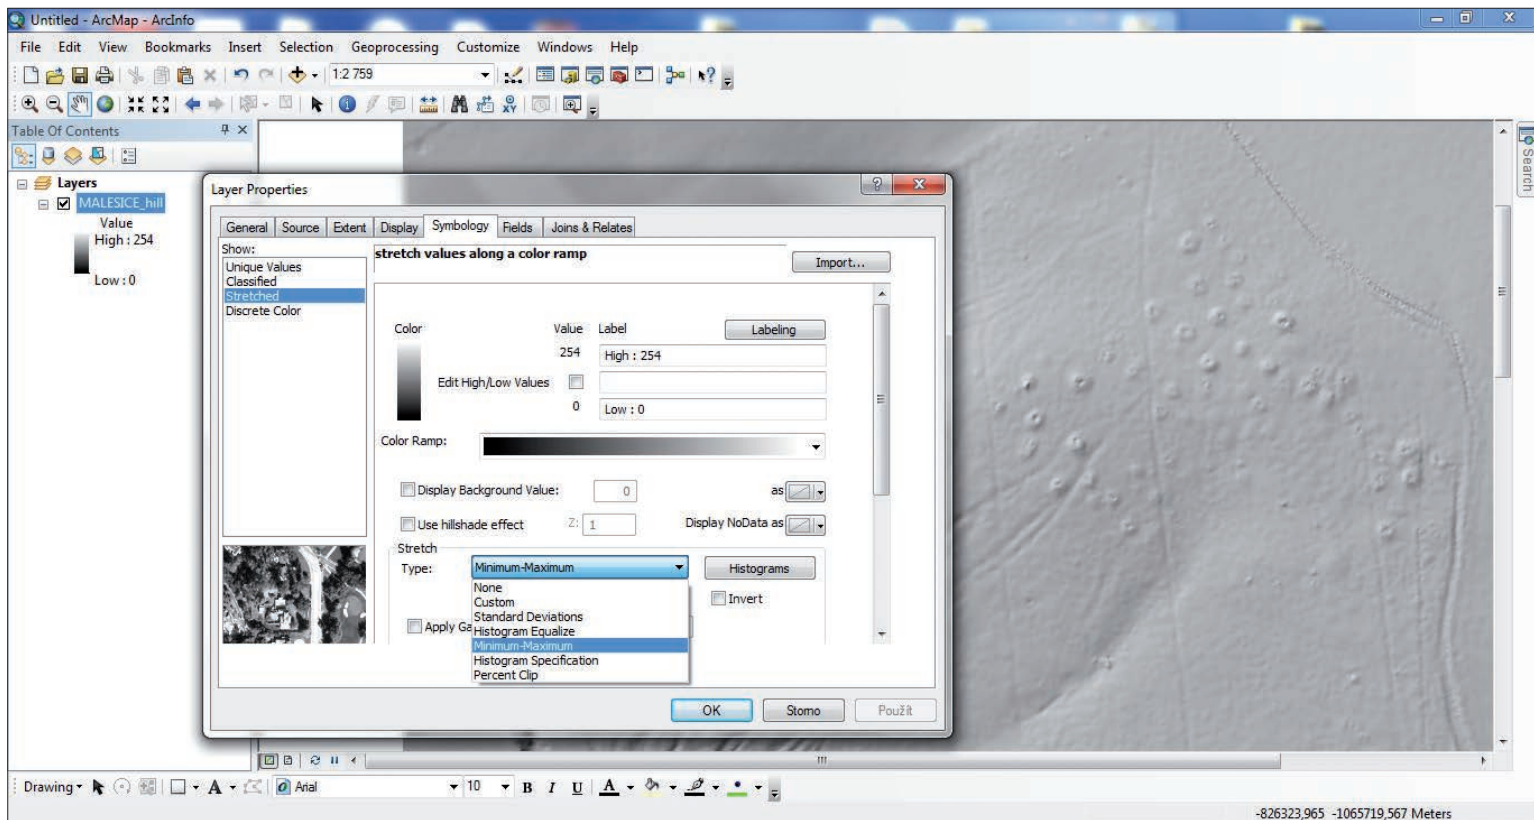 Untitled - ArcMap - ArcInfo
File Edit View Bookmarks Insert Selection Geoprocessing Customize Windows Help
1:2 759
Table Of Contents
Search
Layers
MALESICE_hill
Value
High : 254
Low : 0
Layer Properties
General Source Extent Display Symbology Fields Joins & Relates
Show:
Unique Values
Classified
Stretched
Discrete Color
stretch values along a color ramp
Import...
Color Value Label Labeling
254 High : 254
Edit High/Low Values
0 Low : 0
Color Ramp:
Display Background Value: 0 as
Use hillshade effect Z: 1 Display NoData as
Stretch
Type: Minimum-Maximum Histograms
None
Custom
Standard Deviations
Histogram Equalize
Minimum-Maximum
Histogram Specification
Percent Clip
Invert
Apply Ga
OK Storno Použít
Drawing A Arial 10 B I U A
-826323,965 -1065719,567 Meters